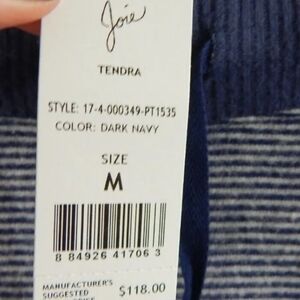 Joie
TENDRA
STYLE: 17-4-000349-PT1535
COLOR: DARK NAVY
SIZE
M
8 84926 41706 3
MANUFACTURER'S
SUGGESTED
$118.00